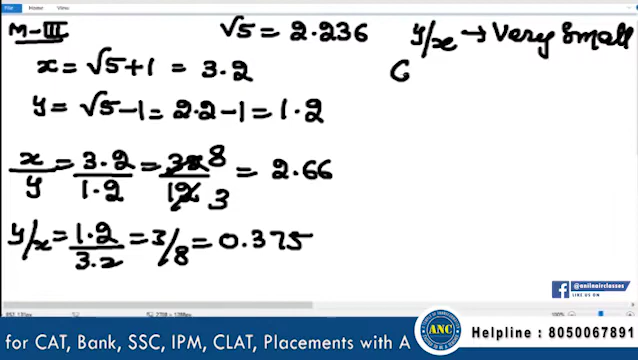 File Home View
M-III
√5 = 2.236
y/x → Very Small
x = √5+1 = 3.2
y = √5-1 = 2.2-1 = 1.2
x/y = 3.2/1.2 = 32 8/12 3 = 2.66
y/x = 1.2/3.2 = 3/8 = 0.375
@anilnairclasses
LIKE US ON
100%
for CAT, Bank, SSC, IPM, CLAT, Placements with A
ANC
Helpline : 8050067891